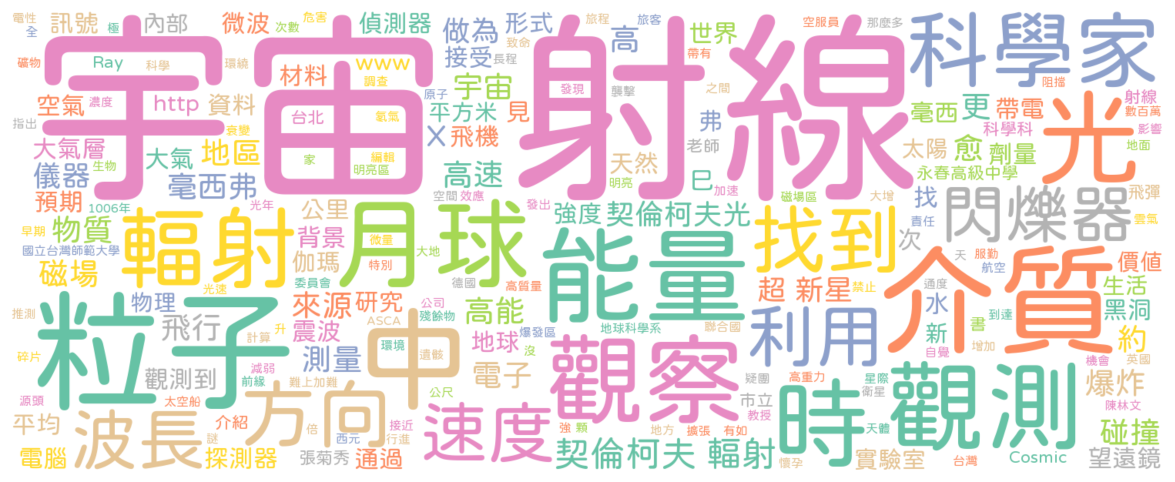 宇宙 射線
科學家
光
輻射
月球
能量
找到
閃爍器
介質
粒子
中
觀察
利用
觀測
時
方向
波長
速度
契倫柯夫 輻射
電性
全
訊號
極
內部
微波
次數
危害
偵測器
做為
接受
形式
旅程
致命
長程
旅客
高
空服員
世界
帶有
那麼多
礦物
Ray
科學
環繞
材料
www
調查
原子
宇宙
平方米
見
發現
襲擊
之間
毫西
更
帶電
阻擋
射線
數百萬
影響
地面
空氣
濃度
http
資料
台北
氡氣
X
飛機
弗
老師
科學科
太陽
愈
劑量
指出
衰變
大氣層
大氣
地區
家
編輯
明亮區
高速
天然
明亮
巳
加速
永春高級中學
儀器
生物
毫西弗
預期
1006年
光年
公里
空間
效應
發出
強度
契倫柯夫光
磁場區
大增
責任
找
次
飛彈
雲氣
早期
物質
國立台灣師範大學
背景
微量
大地
伽瑪
特別
德國
高質量
委員會
磁場
光速
天
服勤
航空
禁止
超 新星
價值
生活
黑洞
物理
來源
研究
公司
殘餘物
高能
爆發區
地球科學系
聯合國
水
適度
到達
新
書
約
推測
飛行
計算
升
震波
ASCA
環境
遺骸
地球
沒
自覺
增加
機會
英國
碎片
觀測到
減弱
前緣
測量
難上加難
電子
公尺
疑團
高重力
星際
衛星
爆炸
陳林文
源頭
太空船
平均
介紹
倍
西元
接近
行進
地方
強
顆
擴張
市立
教授
有如
天體
碰撞
電腦
謎
探測器
張菊秀
通過
懷孕
實驗室
台灣
Cosmic
望遠鏡